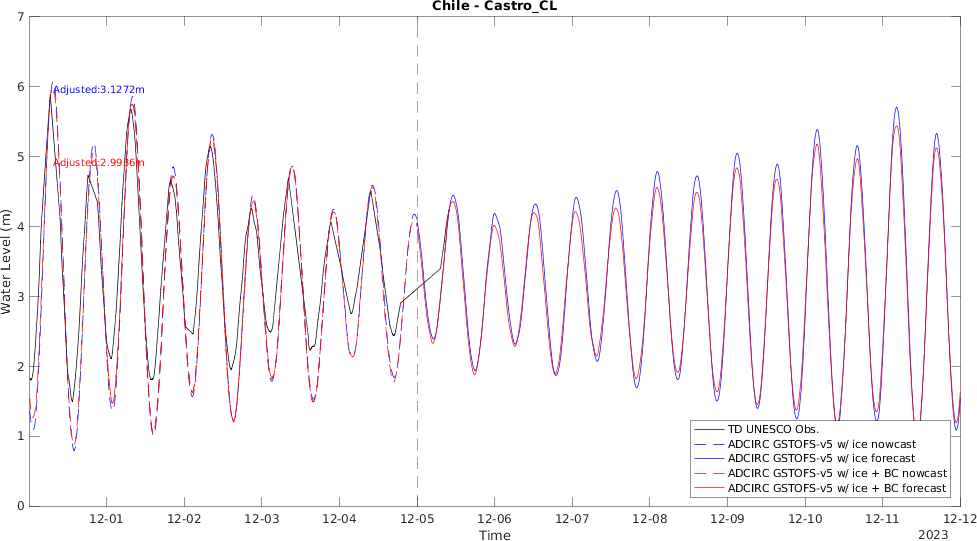 Chile - Castro_CL
Water Level (m)
7
6
5
4
3
2
1
0
Adjusted:3.1272m
Adjusted:2.9936m
TD UNESCO Obs.
ADCIRC GSTOFS-v5 w/ ice nowcast
ADCIRC GSTOFS-v5 w/ ice forecast
ADCIRC GSTOFS-v5 w/ ice + BC nowcast
ADCIRC GSTOFS-v5 w/ ice + BC forecast
12-01 12-02 12-03 12-04 12-05 12-06 12-07 12-08 12-09 12-10 12-11 12-12
Time
2023